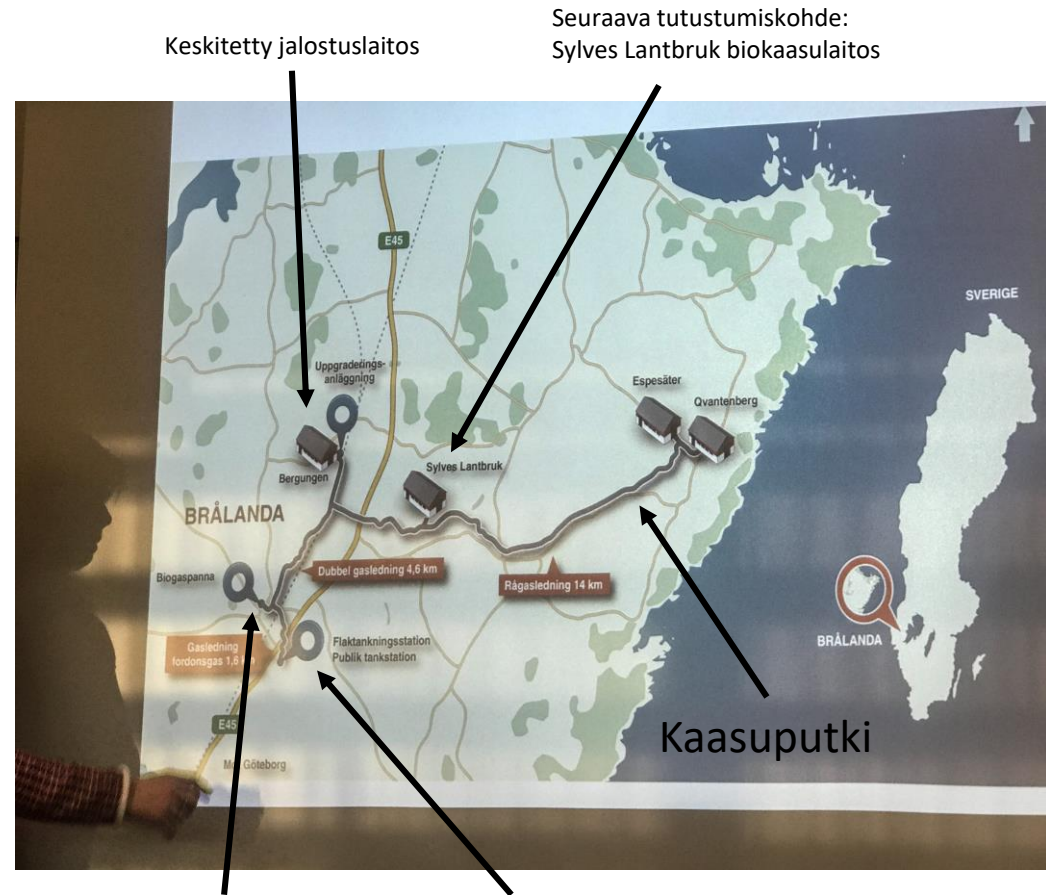 Seuraava tutustumiskohde:
Sylves Lantbruk biokaasulaitos
Keskitetty jalostuslaitos
E45
SVERIGE
Uppgraderings-
anläggning
Espesäter
Qvantenberg
Bergungen
Sylves Lantbruk
BRÅLANDA
Biogaspanna
Dubbel gasledning 4,6 km
Rågasledning 14 km
Gasledning
fordonsgas 1,6 km
Flaktankningsstation
Publik tankstation
BRÅLANDA
E45
Kaasuputki
Göteborg